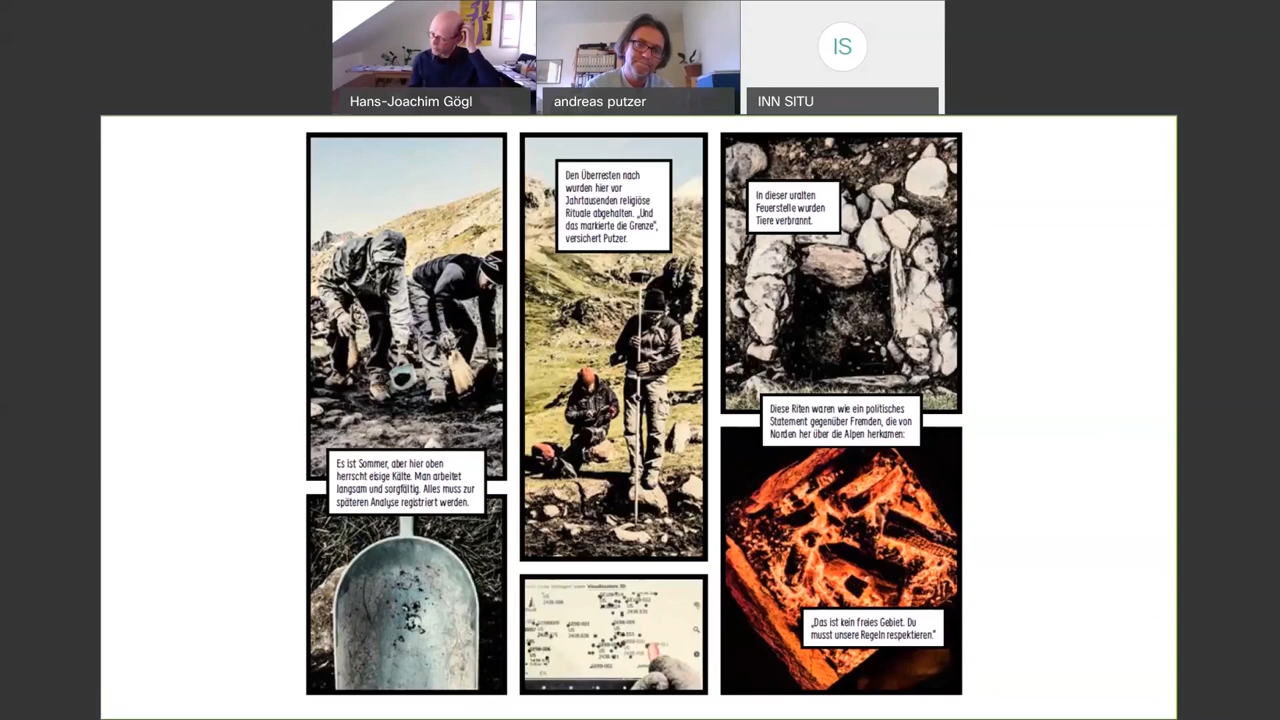 IS
Hans-Joachim Gögl
andreas putzer
INN SITU
Es ist Sommer, aber hier oben
herrscht eisige Kälte. Man arbeitet
langsam und sorgfältig. Alles muss zur
späteren Analyse registriert werden.
Den Überresten nach
wurden hier vor
Jahrtausenden religiöse
Rituale abgehalten. „Und
das markierte die Grenze“,
versichert Putzer.
In dieser uralten
Feuerstelle wurden
Tiere verbrannt.
Diese Riten waren wie ein politisches
Statement gegenüber Fremden, die von
Norden her über die Alpen herkamen:
„Das ist kein freies Gebiet. Du
musst unsere Regeln respektieren.“